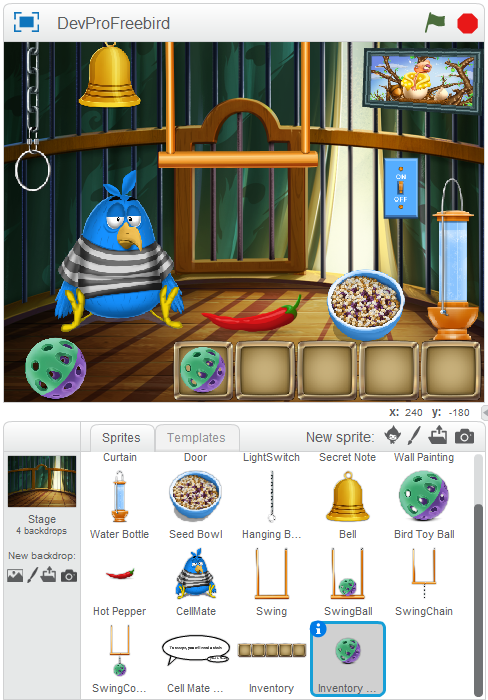 DevProFreebird
ON
OFF
x: 240 y: -180
Sprites Templates New sprite:
Curtain Door LightSwitch Secret Note Wall Painting
Stage
4 backdrops
New backdrop:
Water Bottle Seed Bowl Hanging B... Bell Bird Toy Ball
Hot Pepper CellMate Swing SwingBall SwingChain
SwingCo... Cell Mate ... Inventory Inventory ...